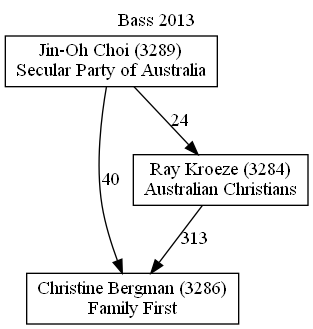 Bass 2013
Jin-Oh Choi (3289)
Secular Party of Australia
24
Ray Kroeze (3284)
Australian Christians
40
313
Christine Bergman (3286)
Family First